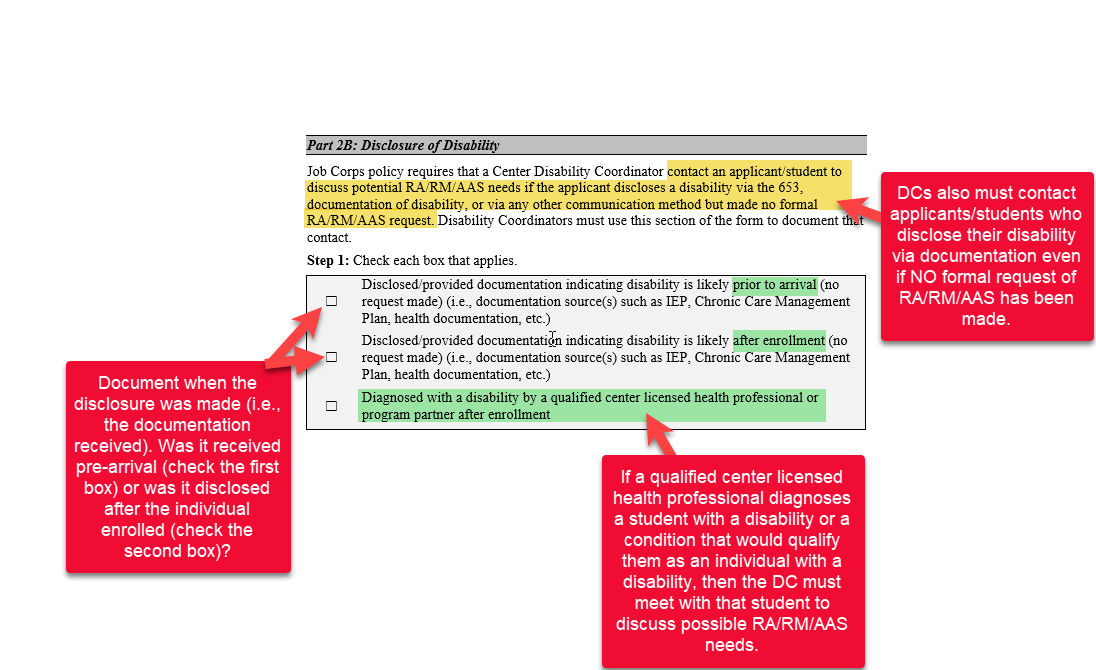 Part 2B: Disclosure of Disability
Job Corps policy requires that a Center Disability Coordinator contact an applicant/student to
discuss potential RA/RM/AAS needs if the applicant discloses a disability via the 653,
documentation of disability, or via any other communication method but made no formal
RA/RM/AAS request. Disability Coordinators must use this section of the form to document that
contact.
Step 1: Check each box that applies.
☐ Disclosed/provided documentation indicating disability is likely prior to arrival (no
request made) (i.e., documentation source(s) such as IEP, Chronic Care Management
Plan, health documentation, etc.)
☐ Disclosed/provided documentation indicating disability is likely after enrollment (no
request made) (i.e., documentation source(s) such as IEP, Chronic Care Management
Plan, health documentation, etc.)
☐ Diagnosed with a disability by a qualified center licensed health professional or
program partner after enrollment
DCs also must contact
applicants/students who
disclose their disability
via documentation even
if NO formal request of
RA/RM/AAS has been
made.
Document when the
disclosure was made (i.e.,
the documentation
received). Was it received
pre-arrival (check the first
box) or was it disclosed
after the individual
enrolled (check the
second box)?
If a qualified center licensed
health professional diagnoses
a student with a disability or a
condition that would qualify
them as an individual with a
disability, then the DC must
meet with that student to
discuss possible RA/RM/AAS
needs.